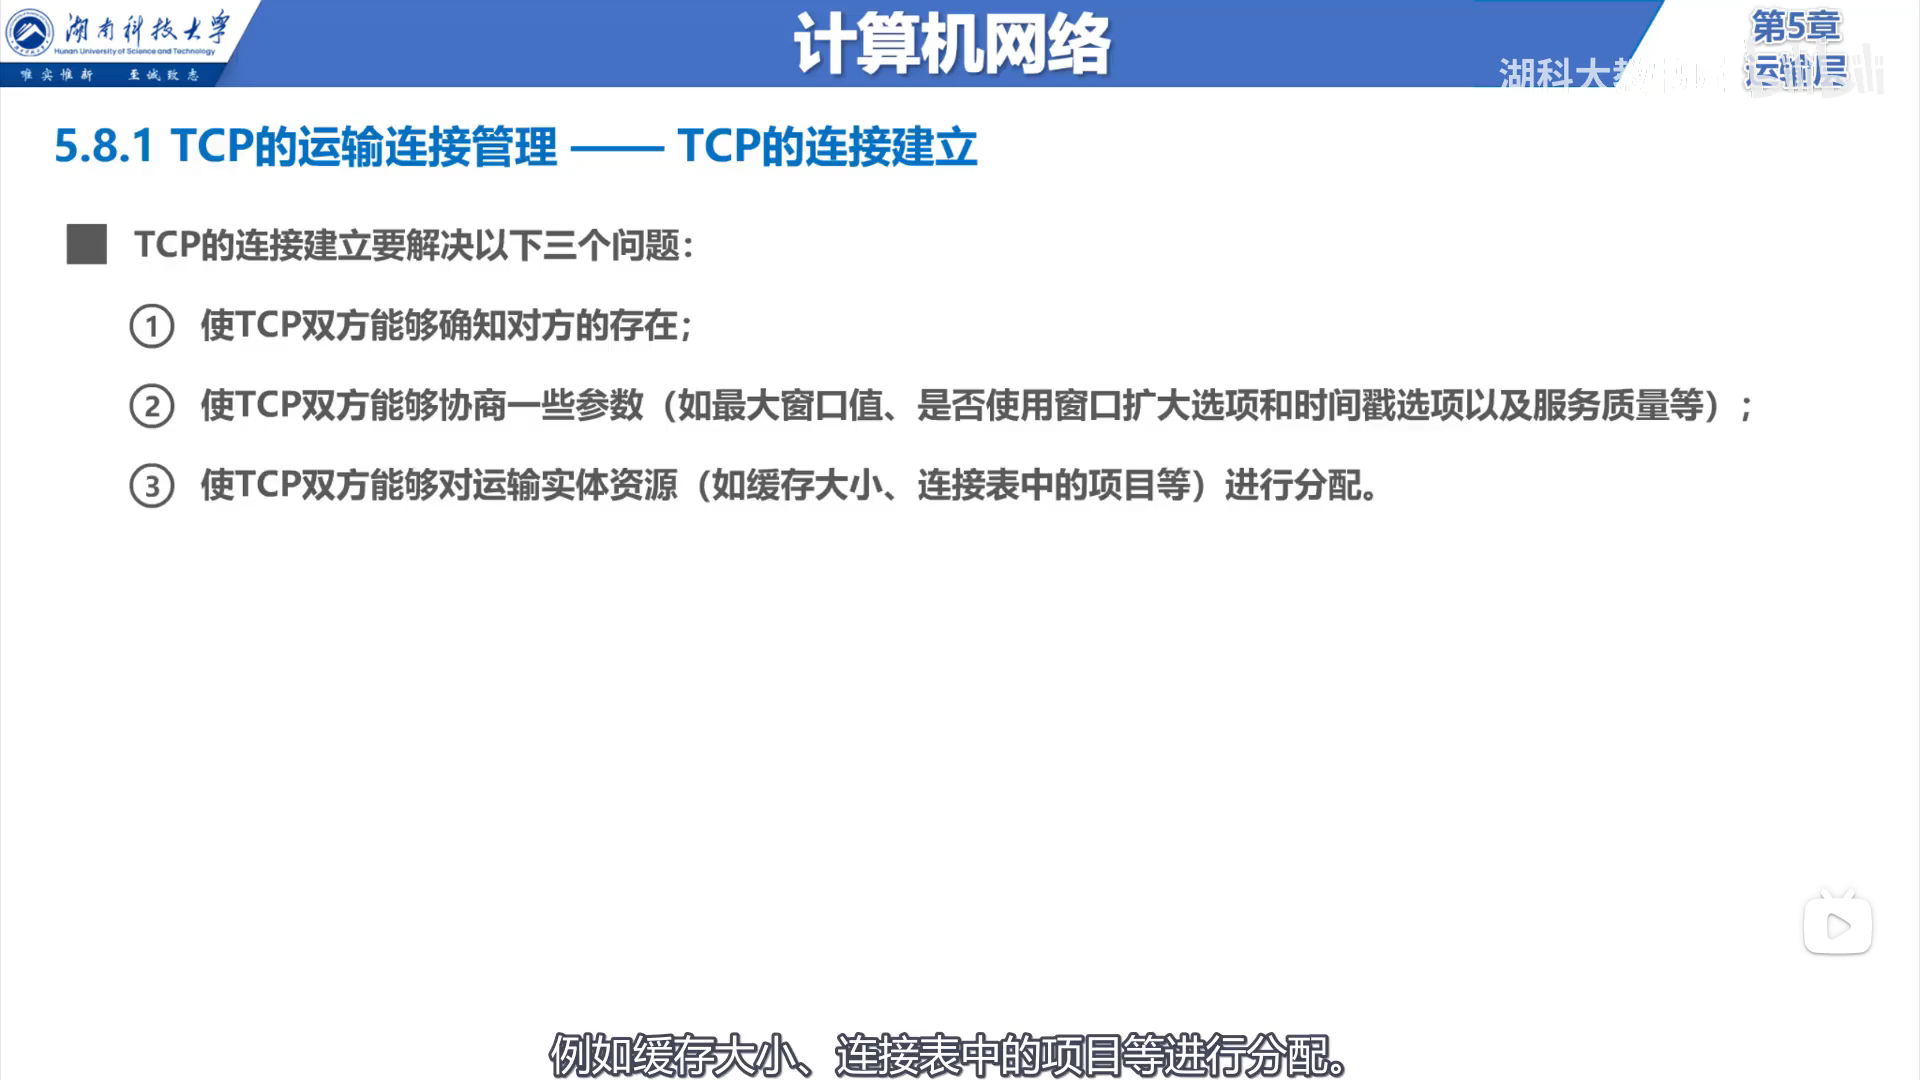 湖南科技大学
Hunan University of Science and Technology
唯实惟新 至诚致志
计算机网络
第5章
运输层
湖科大教书匠
bilibili
5.8.1 TCP的运输连接管理 —— TCP的连接建立
TCP的连接建立要解决以下三个问题：
① 使TCP双方能够确知对方的存在；
② 使TCP双方能够协商一些参数（如最大窗口值、是否使用窗口扩大选项和时间戳选项以及服务质量等）；
③ 使TCP双方能够对运输实体资源（如缓存大小、连接表中的项目等）进行分配。
例如缓存大小、连接表中的项目等进行分配。